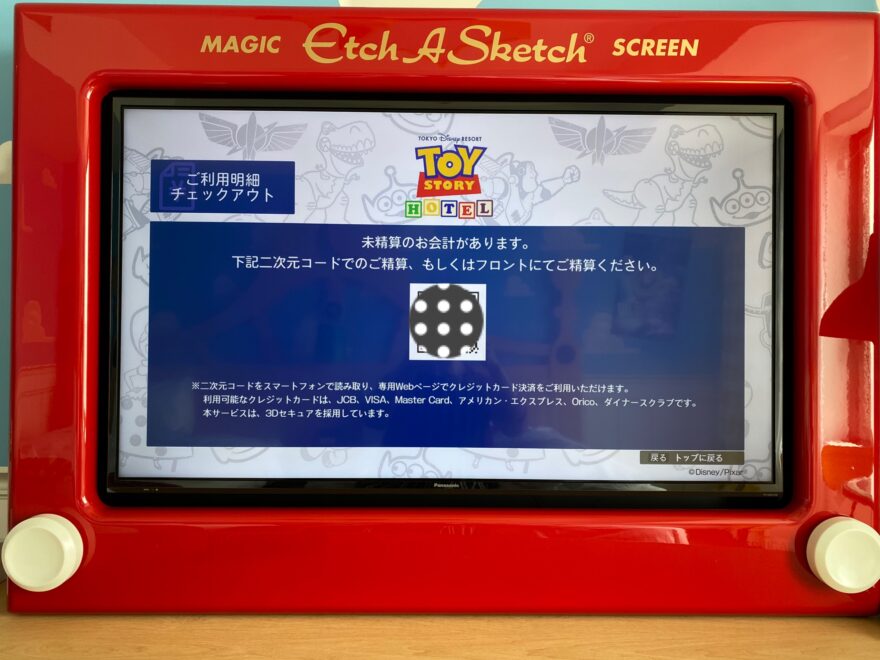 MAGIC Etch A Sketch® SCREEN
TOKYO Disney RESORT
TOY
STORY
HOTEL
ご利用明細
チェックアウト
未精算のお会計があります。
下記二次元コードでのご精算、もしくはフロントにてご精算ください。
※二次元コードをスマートフォンで読み取り、専用Webページでクレジットカード決済をご利用いただけます。
利用可能なクレジットカードは、JCB、VISA、Master Card、アメリカン・エクスプレス、Orico、ダイナースクラブです。
本サービスは、3Dセキュアを採用しています。
戻る トップに戻る
©Disney/Pixar
Panasonic